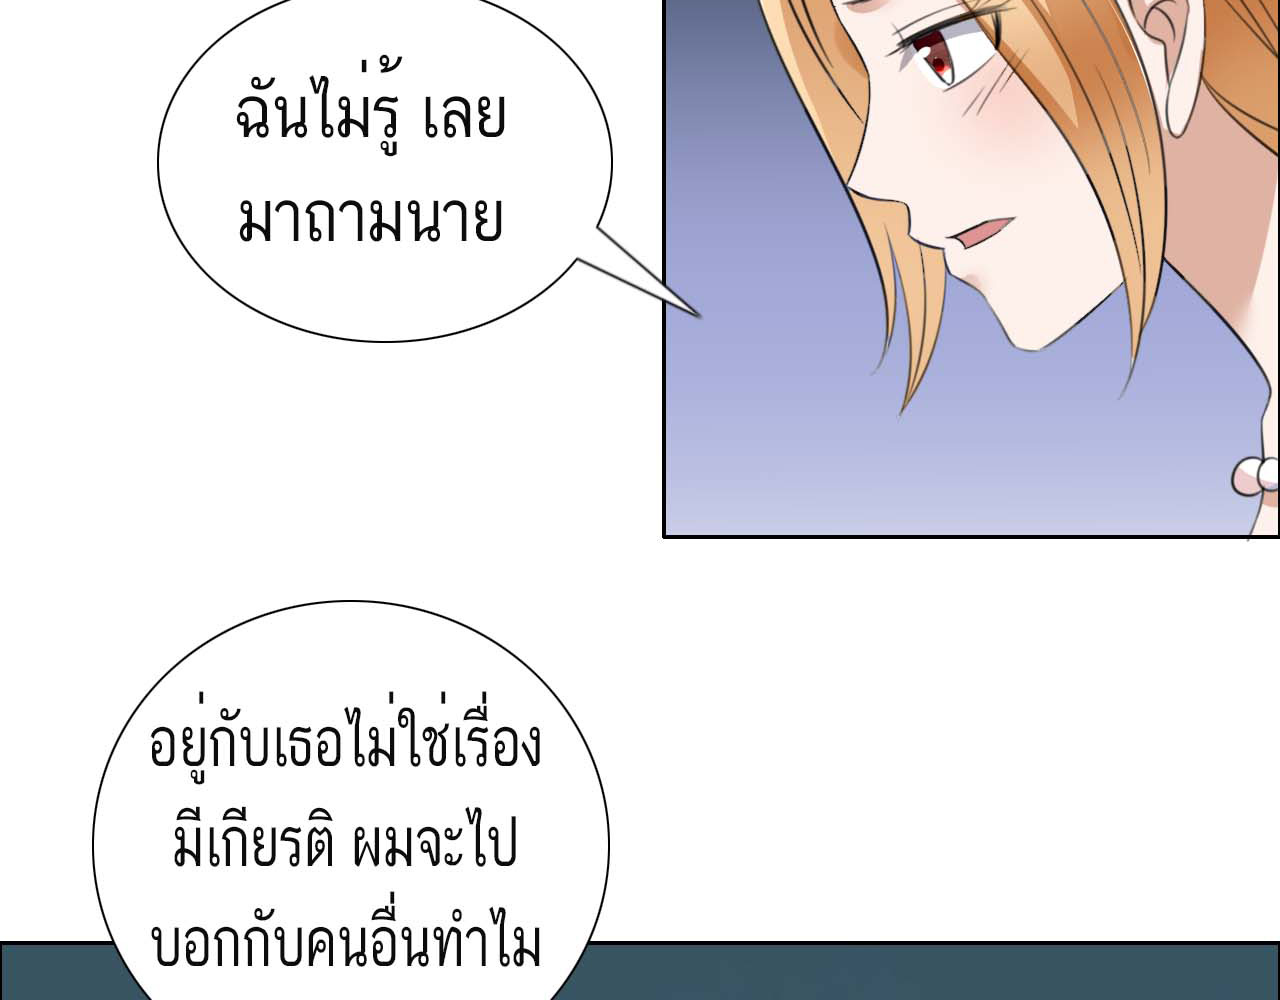 ฉันไม่รู้ เลย
มาถามนาย
อยู่กับเธอไม่ใช่เรื่อง
มีเกียรติ ผมจะไป
บอกกับคนอื่นทำไม